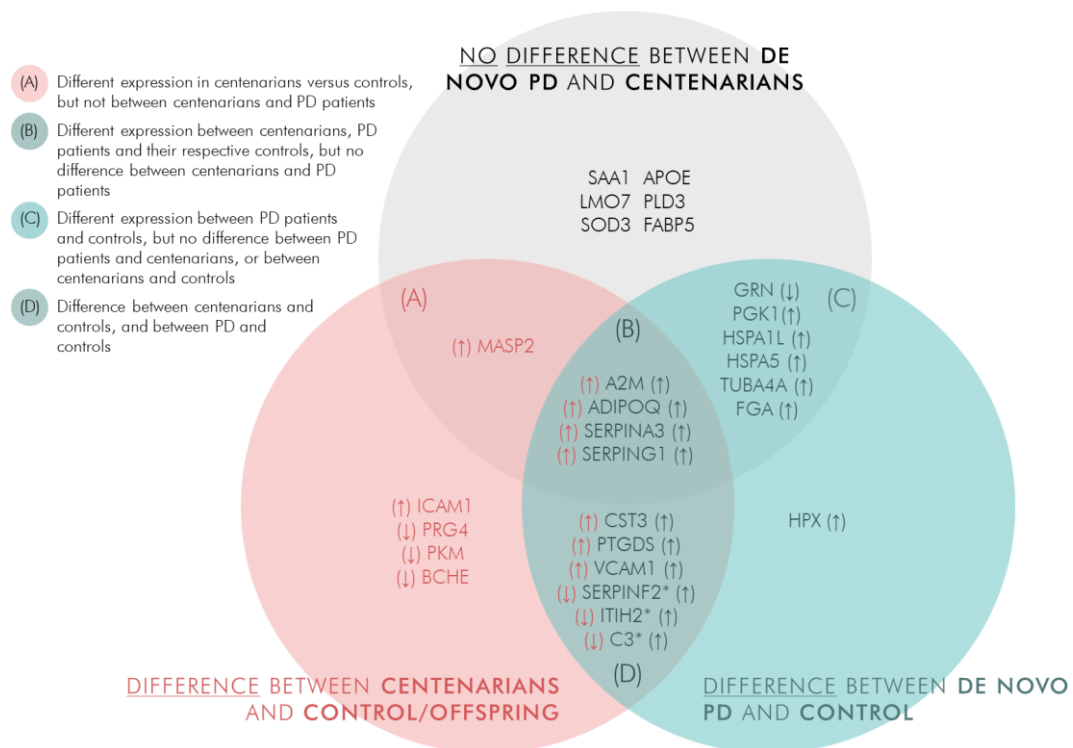 NO DIFFERENCE BETWEEN DE
NOVO PD AND CENTENARIANS
(A) Different expression in centenarians versus controls,
but not between centenarians and PD patients
(B) Different expression between centenarians, PD
patients and their respective controls, but no
difference between centenarians and PD
patients
(C) Different expression between PD patients
and controls, but no difference between PD
patients and centenarians, or between
centenarians and controls
(D) Difference between centenarians and
controls, and between PD and
controls
SAA1 APOE
LMO7 PLD3
SOD3 FABP5
(A)
(↑) MASP2
(B)
(↑) A2M (↑)
(↑) ADIPOQ (↑)
(↑) SERPINA3 (↑)
(↑) SERPING1 (↑)
(C)
GRN (↓)
PGK1(↑)
HSPA1L (↑)
HSPA5 (↑)
TUBA4A (↑)
FGA (↑)
(↑) ICAM1
(↓) PRG4
(↓) PKM
(↓) BCHE
(↑) CST3 (↑)
(↑) PTGDS (↑)
(↑) VCAM1 (↑)
(↓) SERPINF2* (↑)
(↓) ITIH2* (↑)
(↓) C3* (↑)
(D)
HPX (↑)
DIFFERENCE BETWEEN CENTENARIANS
AND CONTROL/OFFSPRING
DIFFERENCE BETWEEN DE NOVO
PD AND CONTROL